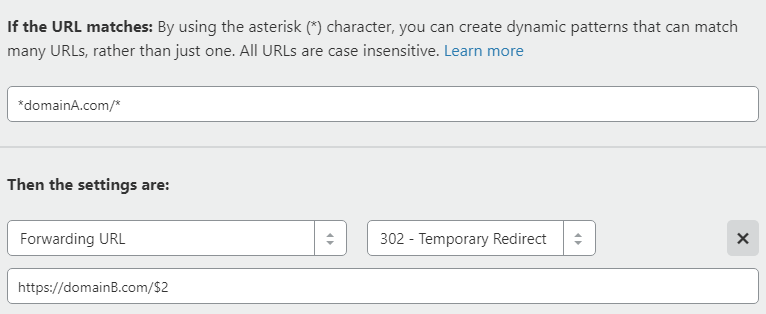 If the URL matches: By using the asterisk (*) character, you can create dynamic patterns that can match
many URLs, rather than just one. All URLs are case insensitive. Learn more
*domainA.com/*
Then the settings are:
Forwarding URL
302 - Temporary Redirect
https://domainB.com/$2